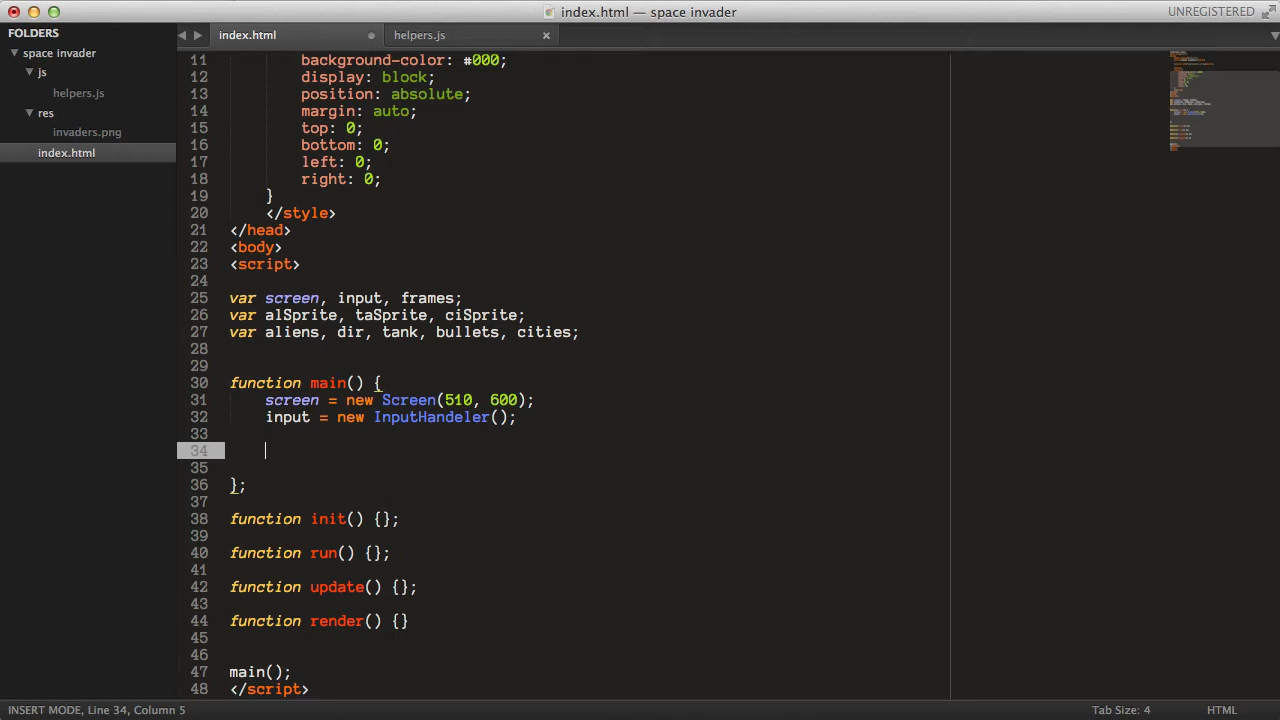 index.html — space invader
UNREGISTERED
FOLDERS
space invader
js
helpers.js
res
invaders.png
index.html
index.html
helpers.js
11 background-color: #000;
12 display: block;
13 position: absolute;
14 margin: auto;
15 top: 0;
16 bottom: 0;
17 left: 0;
18 right: 0;
19 }
20 </style>
21 </head>
22 <body>
23 <script>
24
25 var screen, input, frames;
26 var alSprite, taSprite, ciSprite;
27 var aliens, dir, tank, bullets, cities;
28
29
30 function main() {
31 screen = new Screen(510, 600);
32 input = new InputHandeler();
33
34
35
36 };
37
38 function init() {};
39
40 function run() {};
41
42 function update() {};
43
44 function render() {}
45
46
47 main();
48 </script>
INSERT MODE, Line 34, Column 5
Tab Size: 4
HTML